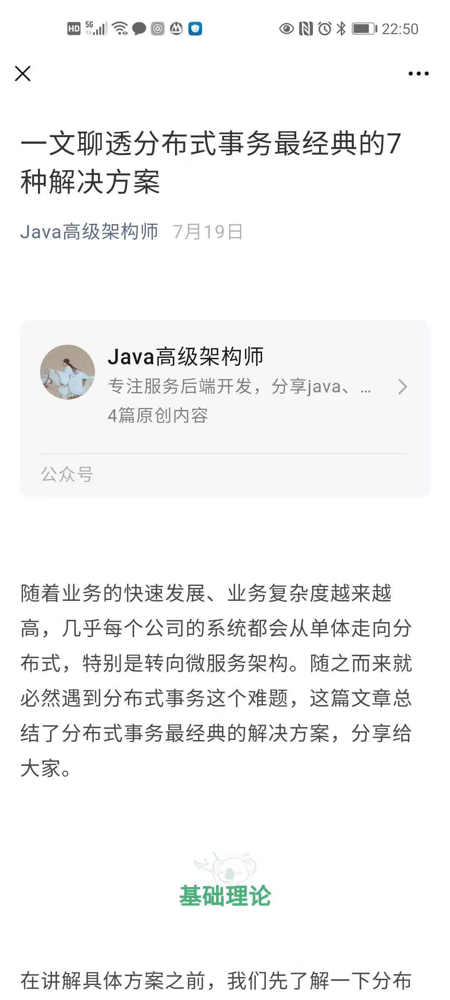 HD 5G 22:50
一文聊透分布式事务最经典的7
种解决方案
Java高级架构师 7月19日
Java高级架构师
专注服务后端开发，分享java、...
4篇原创内容
公众号
随着业务的快速发展、业务复杂度越来越
高，几乎每个公司的系统都会从单体走向分
布式，特别是转向微服务架构。随之而来就
必然遇到分布式事务这个难题，这篇文章总
结了分布式事务最经典的解决方案，分享给
大家。
基础理论
在讲解具体方案之前，我们先了解一下分布